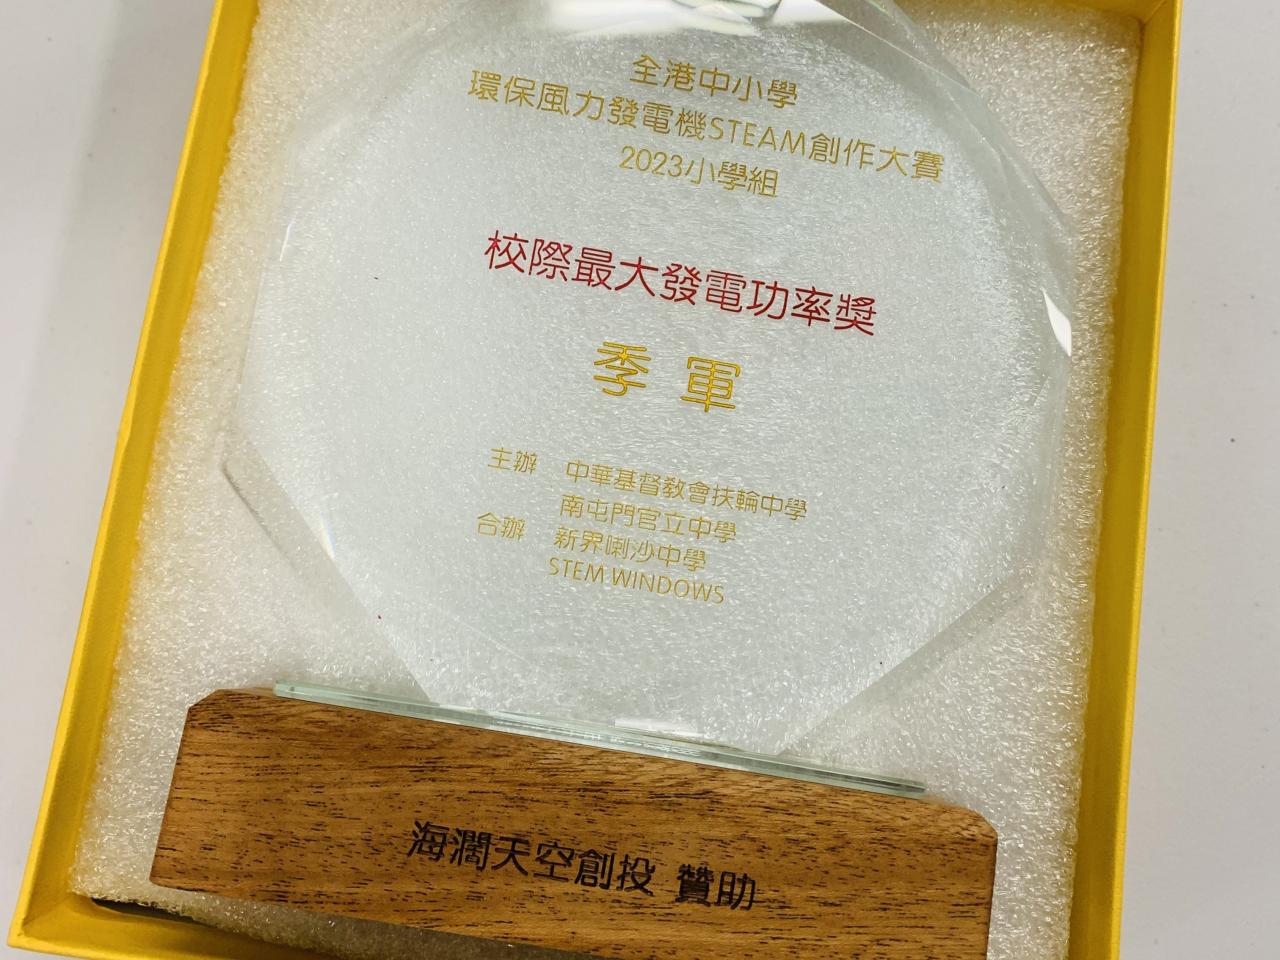 全港中小學
環保風力發電機STEAM創作大賽
2023小學組
校際最大發電功率獎
季軍
主辦 中華基督教會扶輪中學
南屯門官立中學
合辦 新界喇沙中學
STEM WINDOWS
海濶天空創投 贊助